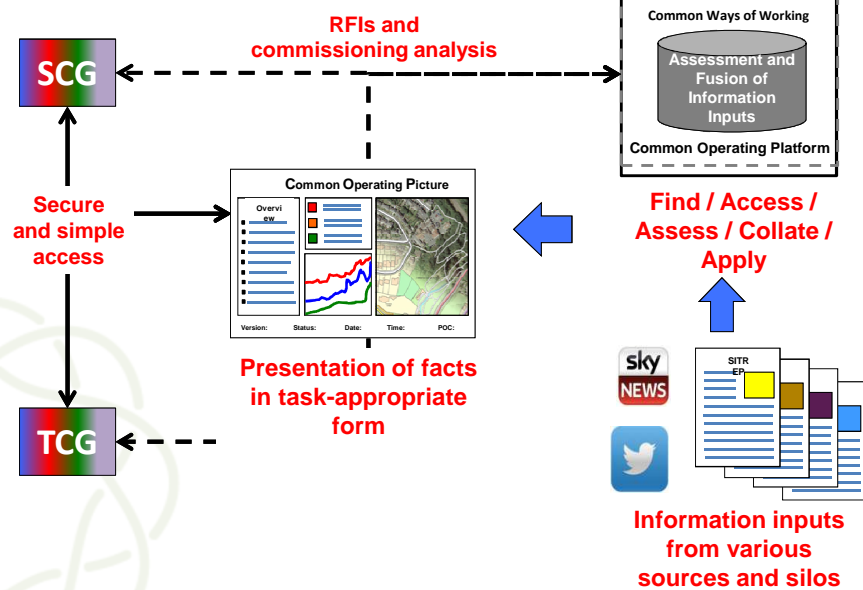 RFIs and
commissioning analysis
Common Ways of Working
Assessment and
Fusion of
Information
Inputs
Common Operating Platform
SCG
Secure
and simple
access
TCG
Common Operating Picture
Overvi
ew
Version: Status: Date: Time: POC:
Presentation of facts
in task-appropriate
form
Find / Access /
Assess / Collate /
Apply
sky
NEWS
SITR
EP
Information inputs
from various
sources and silos